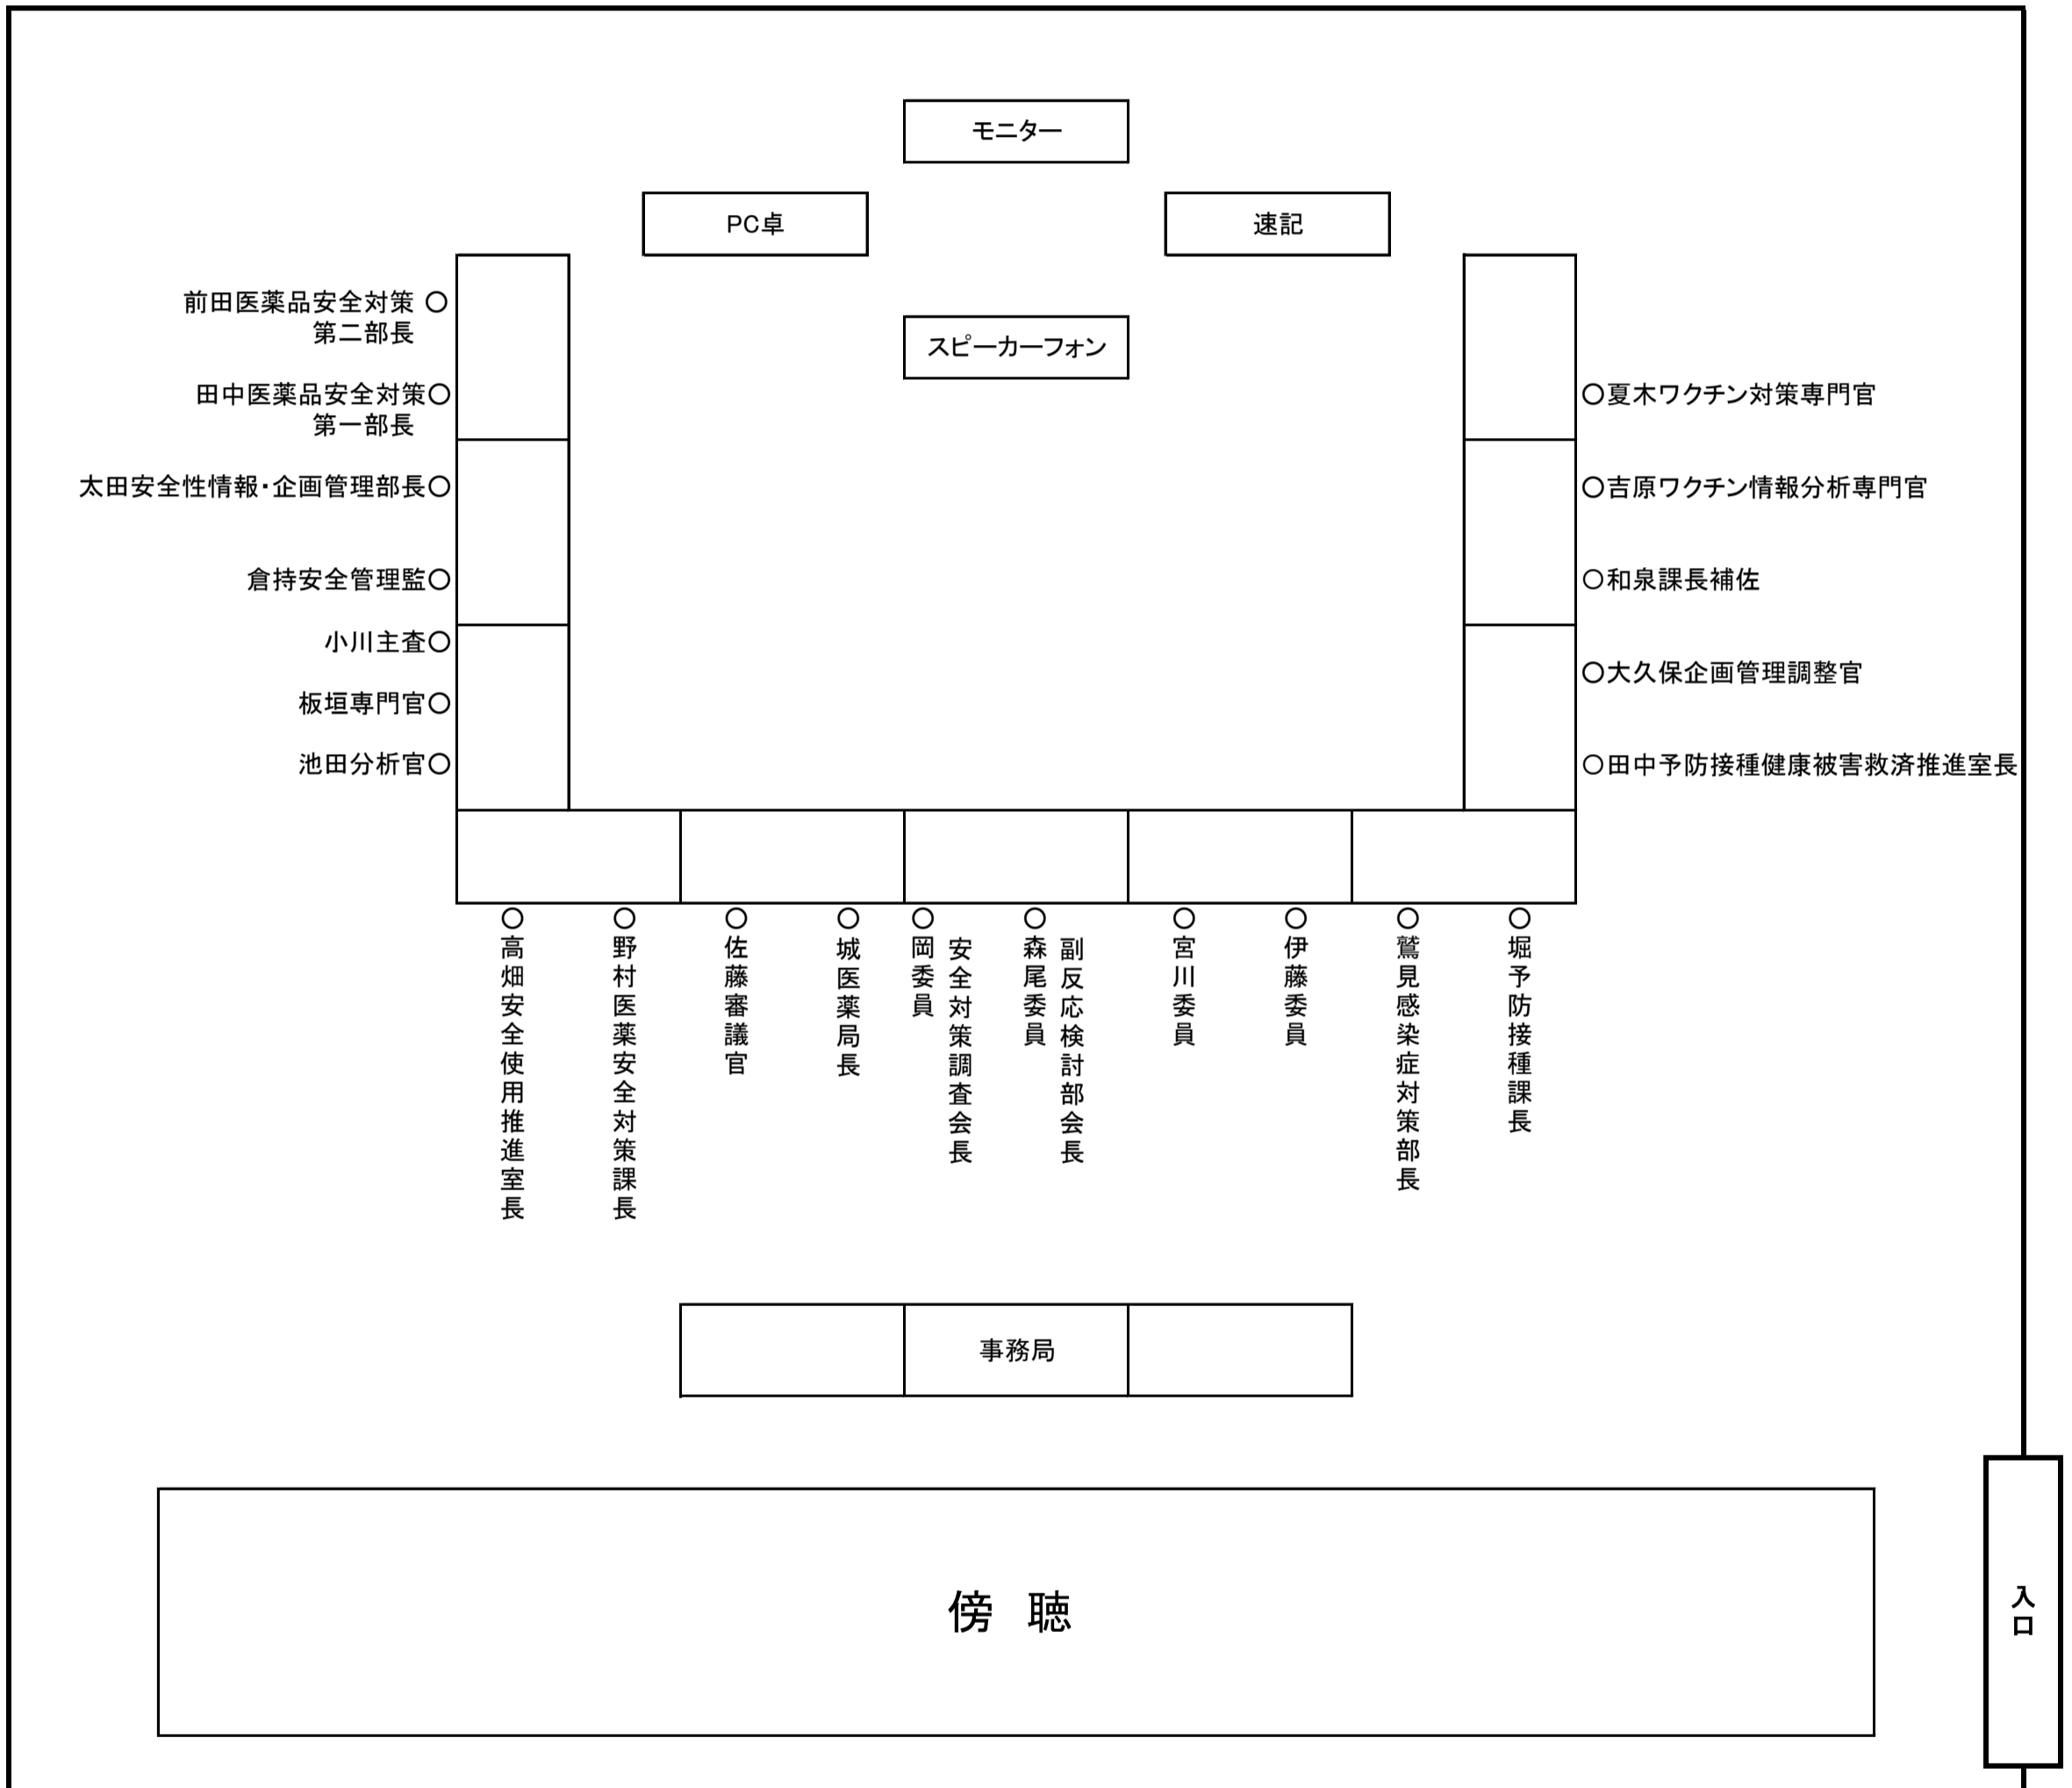 モニター
PC卓
速記
スピーカーフォン
前田医薬品安全対策 ○
第二部長
田中医薬品安全対策○
第一部長
太田安全性情報・企画管理部長○
倉持安全管理監○
小川主査○
板垣専門官○
池田分析官○
○夏木ワクチン対策専門官
○吉原ワクチン情報分析専門官
○和泉課長補佐
○大久保企画管理調整官
○田中予防接種健康被害救済推進室長
○高畑安全使用推進室長
○野村医薬安全対策課長
○佐藤審議官
○城医薬局長
○岡委員
安全対策調査会長
○森尾委員
副反応検討部会長
○宮川委員
○伊藤委員
○鷲見感染症対策部長
○堀予防接種課長
事務局
傍 聴
入口